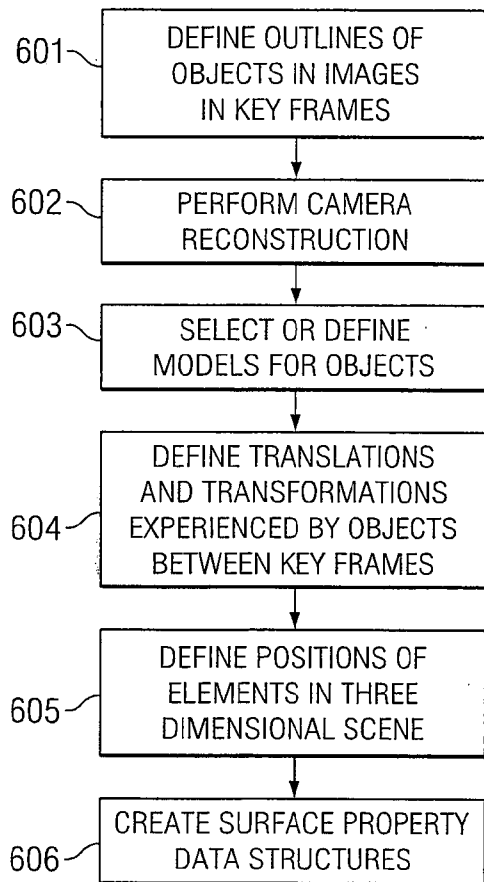 601
DEFINE OUTLINES OF
OBJECTS IN IMAGES
IN KEY FRAMES
602
PERFORM CAMERA
RECONSTRUCTION
603
SELECT OR DEFINE
MODELS FOR OBJECTS
604
DEFINE TRANSLATIONS
AND TRANSFORMATIONS
EXPERIENCED BY OBJECTS
BETWEEN KEY FRAMES
605
DEFINE POSITIONS OF
ELEMENTS IN THREE
DIMENSIONAL SCENE
606
CREATE SURFACE PROPERTY
DATA STRUCTURES